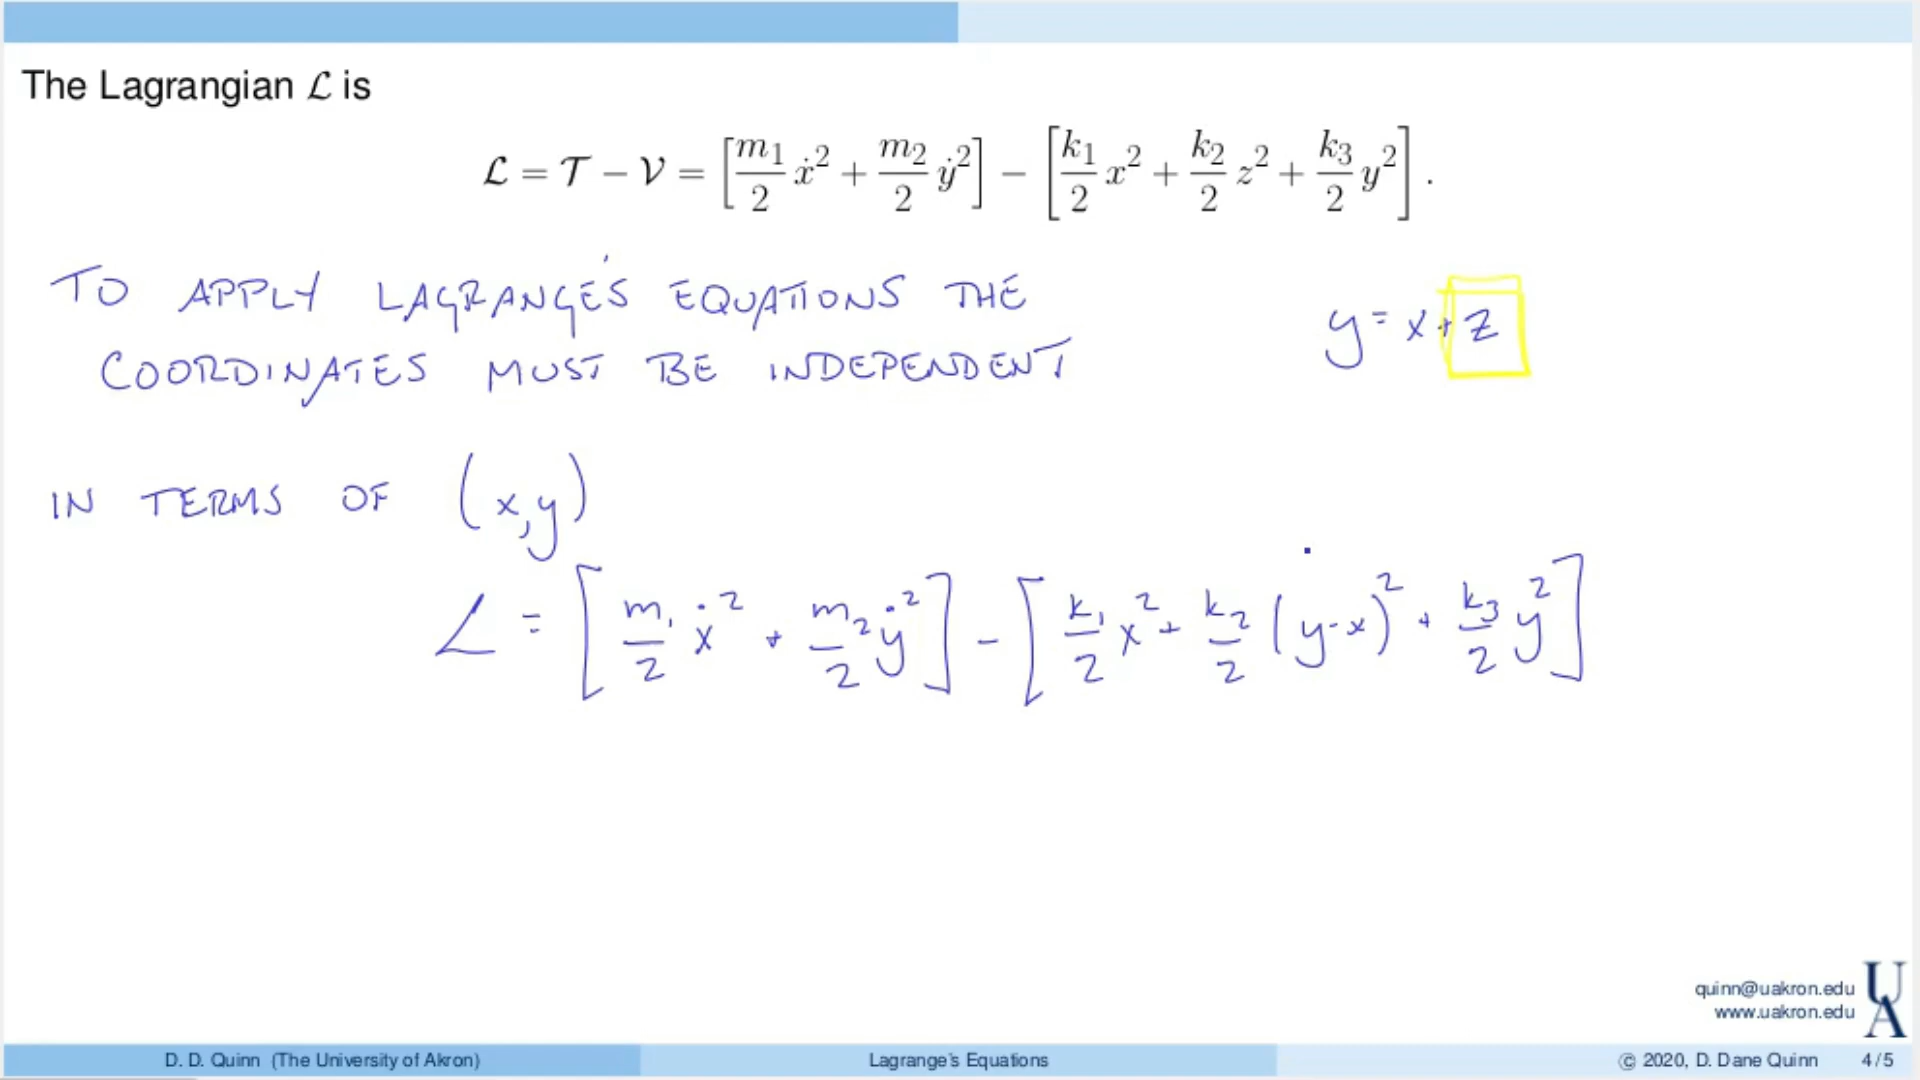 The Lagrangian ℒ is
ℒ = 𝒯 − 𝒱 = [m₁/2 ẋ² + m₂/2 ẏ²] − [k₁/2 x² + k₂/2 z² + k₃/2 y²] .
TO APPLY LAGRANGE'S EQUATIONS THE
COORDINATES MUST BE INDEPENDENT
y = x + z
IN TERMS OF (x,y)
ℒ = [m₁/2 ẋ² + m₂/2 ẏ²] − [k₁/2 x² + k₂/2 (y-x)² + k₃/2 y²]
quinn@uakron.edu
www.uakron.edu
UA
D. D. Quinn (The University of Akron) Lagrange's Equations © 2020, D. Dane Quinn 4/5